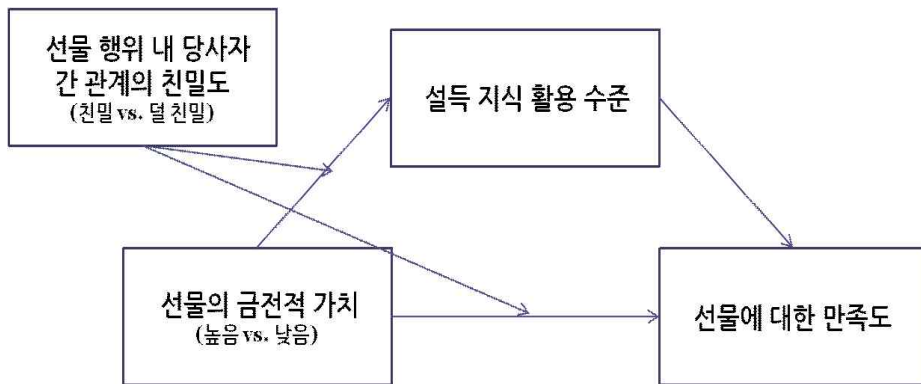 선물 행위 내 당사자
간 관계의 친밀도
(친밀 vs. 덜 친밀)
설득 지식 활용 수준
선물의 금전적 가치
(높음 vs. 낮음)
선물에 대한 만족도